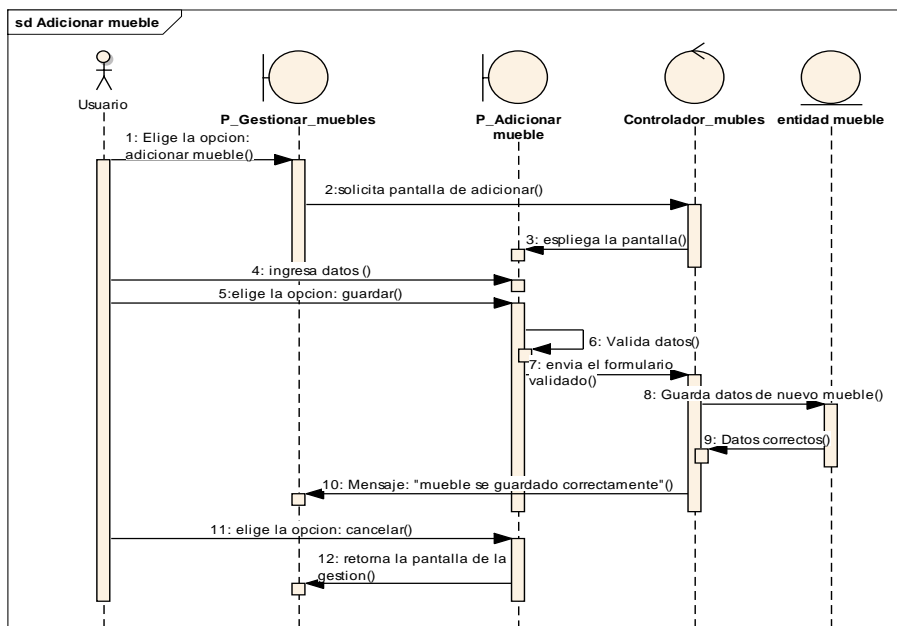 sd Adicionar mueble
Usuario
P_Gestionar_muebles
P_Adicionar
mueble
Controlador_mubles
entidad mueble
1: Elige la opcion:
adicionar mueble()
2:solicita pantalla de adicionar()
3: espliega la pantalla()
4: ingresa datos ()
5:elige la opcion: guardar()
6: Valida datos()
7: envia el formulario
validado()
8: Guarda datos de nuevo mueble()
9: Datos correctos()
10: Mensaje: "mueble se guardado correctamente"()
11: elige la opcion: cancelar()
12: retorna la pantalla de la
gestion()